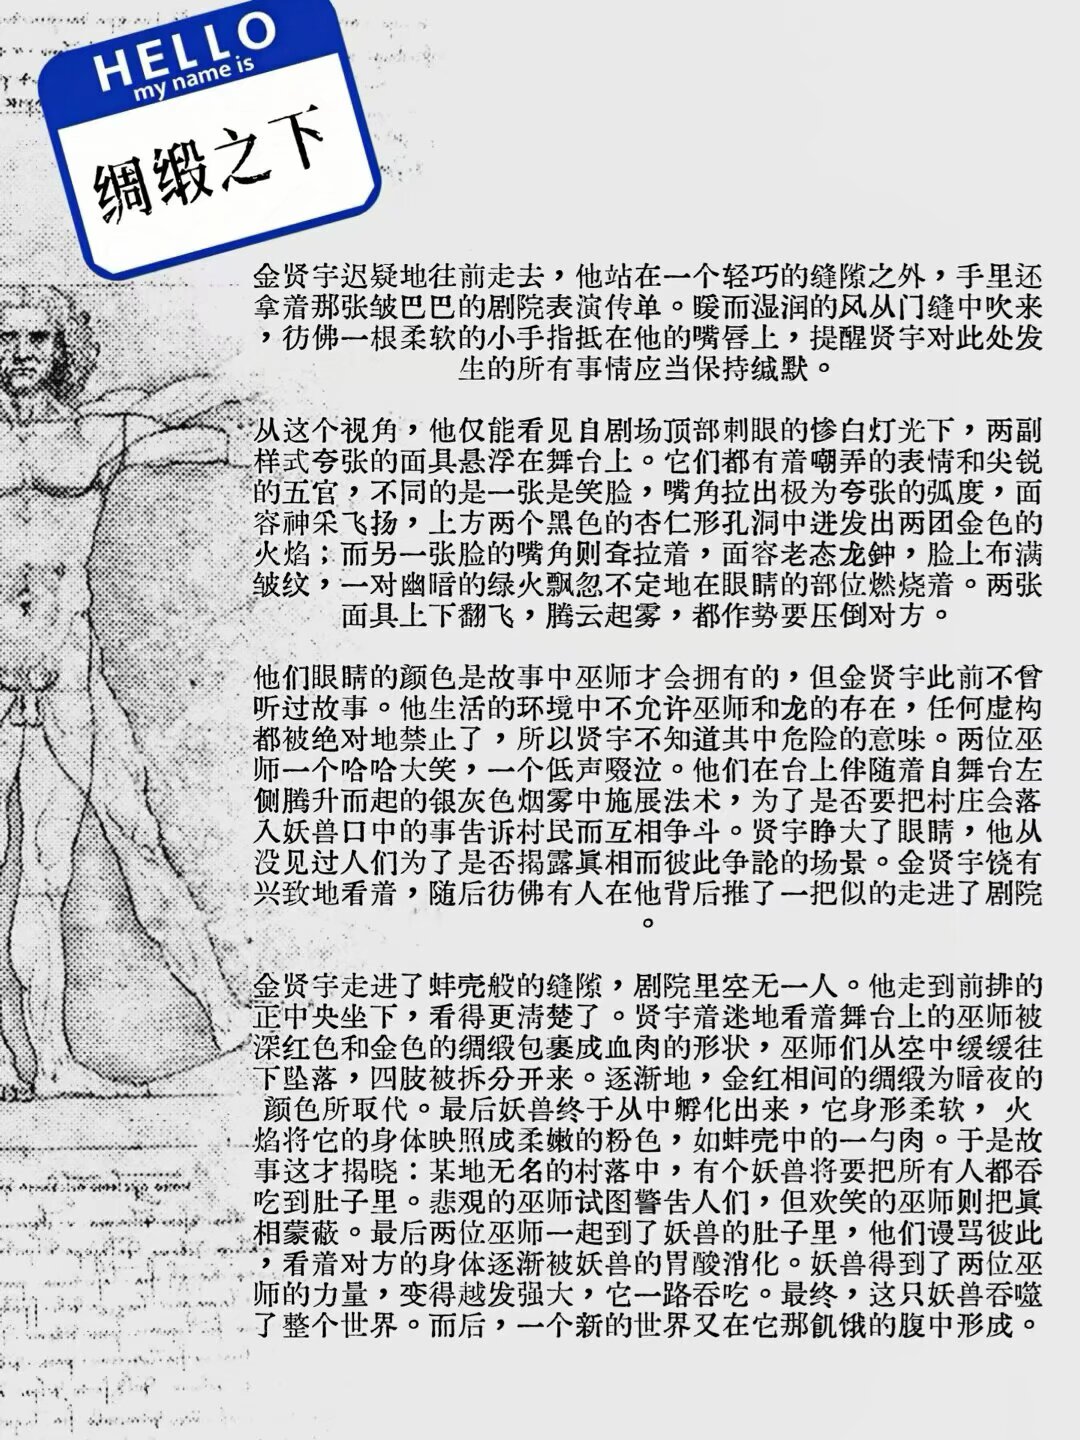 HELLO
my name is
绸缎之下
金贤宇迟疑地往前走去，他站在一个轻巧的缝隙之外，手里还
拿着那张皱巴巴的剧院表演传单。暖而湿润的风从门缝中吹来
，彷佛一根柔软的小手指抵在他的嘴唇上，提醒贤宇对此处发
生的所有事情应当保持缄默。
从这个视角，他仅能看见自剧场顶部刺眼的惨白灯光下，两副
样式夸张的面具悬浮在舞台上。它们都有着嘲弄的表情和尖锐
的五官，不同的是一张是笑脸，嘴角拉出极为夸张的弧度，面
容神采飞扬，上方两个黑色的杏仁形孔洞中迸发出两团金色的
火焰；而另一张脸的嘴角则耷拉着，面容老态龙鈡，脸上布满
皱纹，一对幽暗的绿火飘忽不定地在眼睛的部位燃烧着。两张
面具上下翻飞，腾云起雾，都作势要压倒对方。
他们眼睛的颜色是故事中巫师才会拥有的，但金贤宇此前不曾
听过故事。他生活的环境中不允许巫师和龙的存在，任何虚构
都被绝对地禁止了，所以贤宇不知道其中危险的意味。两位巫
师一个哈哈大笑，一个低声啜泣。他们在台上伴随着自舞台左
侧腾升而起的银灰色烟雾中施展法术，为了是否要把村庄会落
入妖兽口中的事告诉村民而互相争斗。贤宇睁大了眼睛，他从
没见过人们为了是否揭露真相而彼此争论的场景。金贤宇饶有
兴致地看着，随后彷佛有人在他背后推了一把似的走进了剧院
。
金贤宇走进了蚌壳般的缝隙，剧院里空无一人。他走到前排的
正中央坐下，看得更清楚了。贤宇着迷地看着舞台上的巫师被
深红色和金色的绸缎包裹成血肉的形状，巫师们从空中缓缓往
下坠落，四肢被拆分开来。逐渐地，金红相间的绸缎为暗夜的
颜色所取代。最后妖兽终于从中孵化出来，它身形柔软，火
焰将它的身体映照成柔嫩的粉色，如蚌壳中的一勺肉。于是故
事这才揭晓：某地无名的村落中，有个妖兽将要把所有人都吞
吃到肚子里。悲观的巫师试图警告人们，但欢笑的巫师则把真
相蒙蔽。最后两位巫师一起到了妖兽的肚子里，他们谩骂彼此
，看着对方的身体逐渐被妖兽的胃酸消化。妖兽得到了两位巫
师的力量，变得越发强大，它一路吞吃。最终，这只妖兽吞噬
了整个世界。而后，一个新的世界又在它那飢饿的腹中形成。